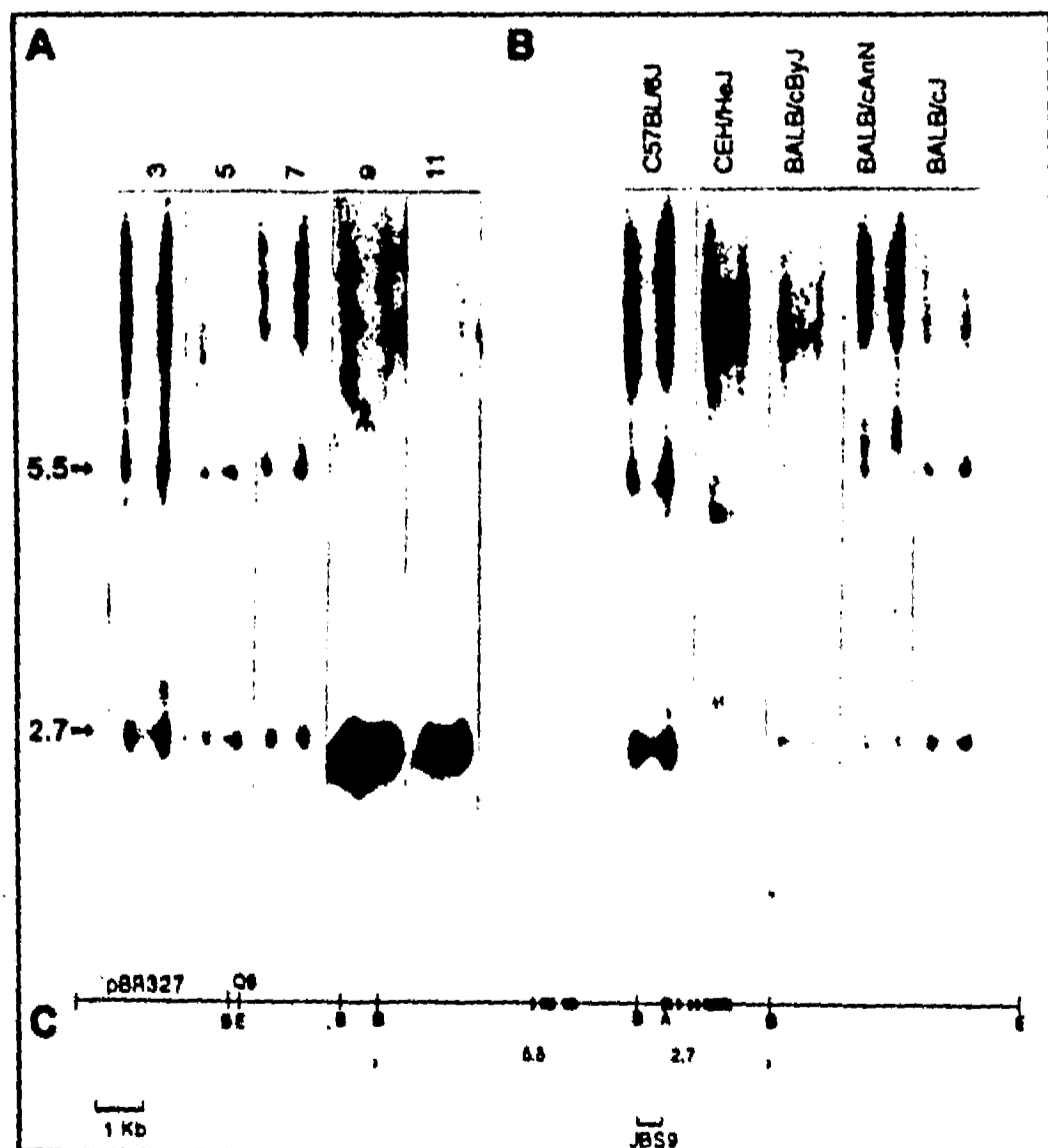 A
B
3 5 7 9 11
C57BL/6J CEH/HeJ BALB/cByJ BALB/cAnN BALB/cJ
5.5
2.7
pBR327 Q8
C
B E B B B A B E
5.5 2.7
1 Kb
JBS9